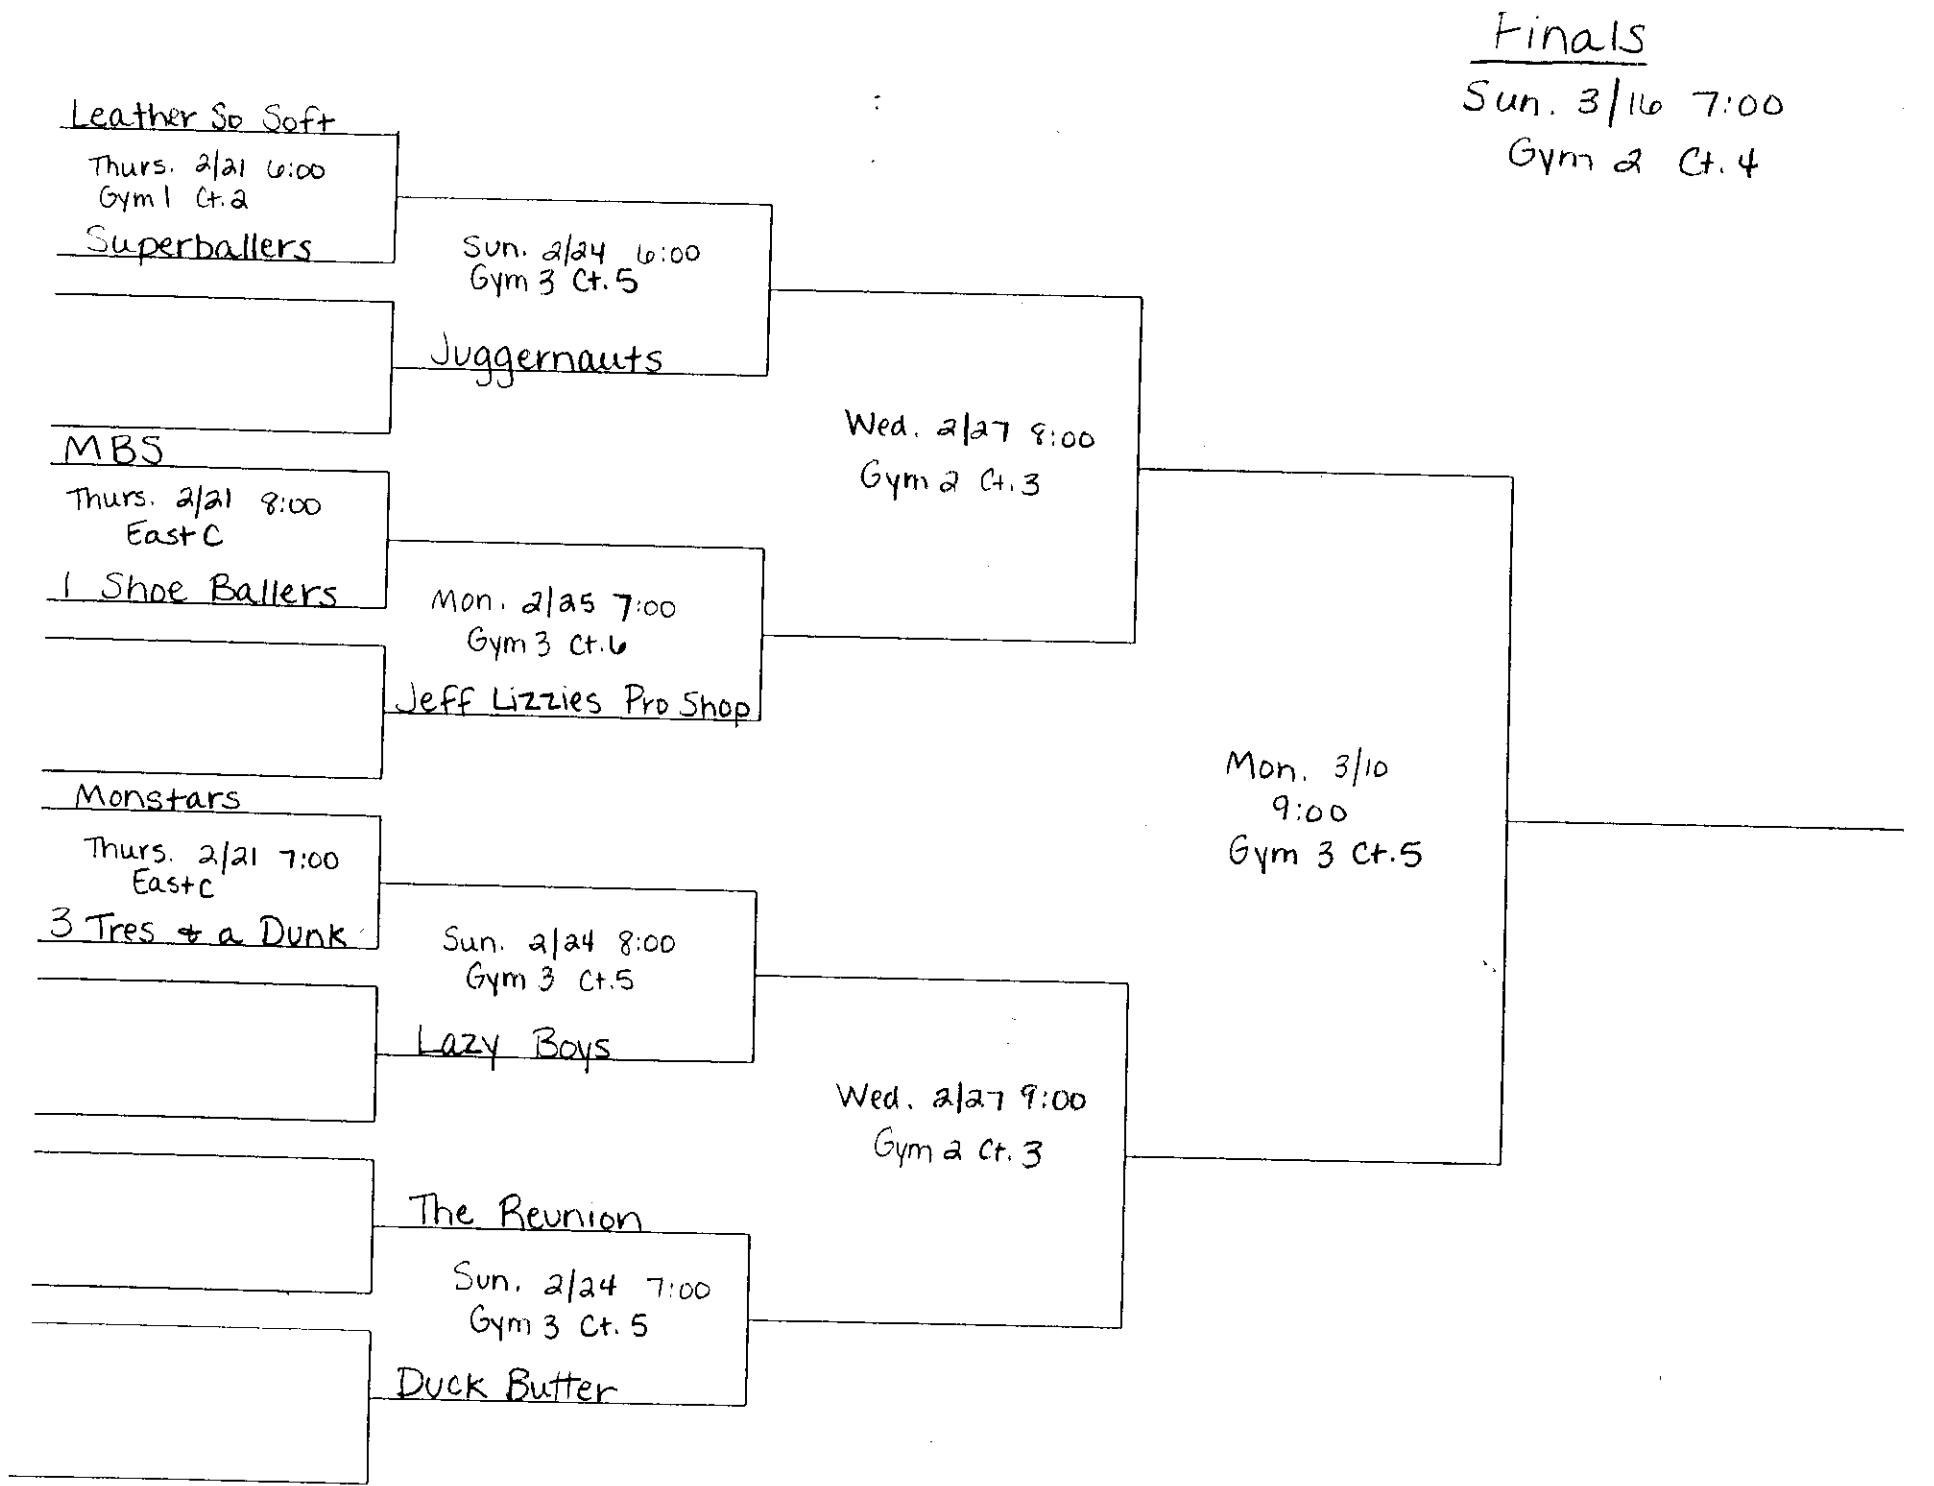 Finals
Sun. 3/16 7:00
Gym 2 Ct. 4
Leather So Soft
Thurs. 2/21 6:00
Gym 1 Ct. 2
Superballers
Sun. 2/24 6:00
Gym 3 Ct. 5
Juggernauts
Wed. 2/27 8:00
Gym 2 Ct. 3
MBS
Thurs. 2/21 8:00
East C
1 Shoe Ballers
Mon. 2/25 7:00
Gym 3 Ct. 6
Jeff Lizzies Pro Shop
Mon. 3/10
9:00
Gym 3 Ct. 5
Monstars
Thurs. 2/21 7:00
East C
3 Tres & a Dunk
Sun. 2/24 8:00
Gym 3 Ct. 5
Lazy Boys
Wed. 2/27 9:00
Gym 2 Ct. 3
The Reunion
Sun. 2/24 7:00
Gym 3 Ct. 5
Duck Butter